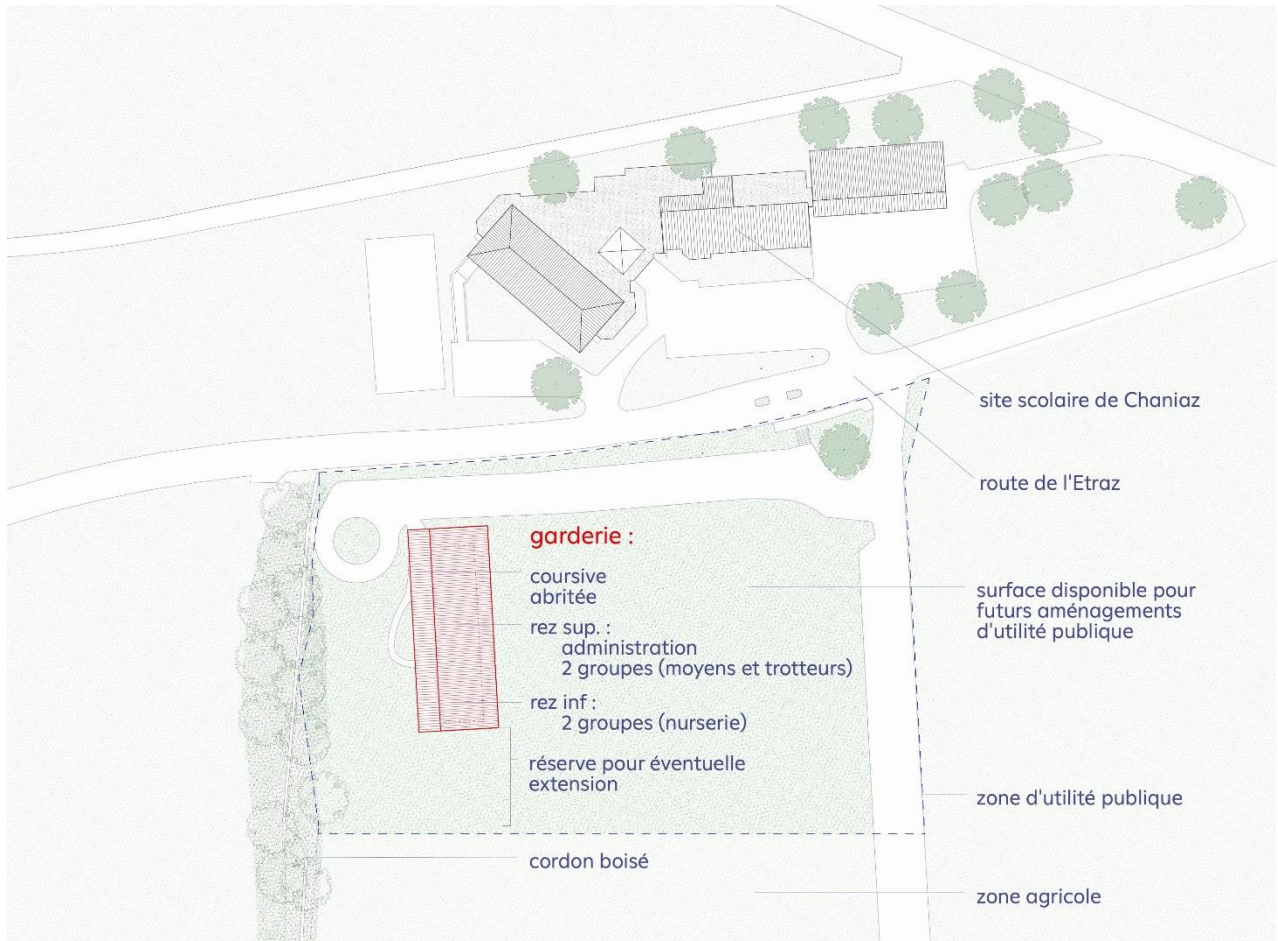 site scolaire de Chaniaz
route de l'Etraz
garderie :
coursive
abritée
rez sup. :
administration
2 groupes (moyens et trotteurs)
rez inf :
2 groupes (nurserie)
réserve pour éventuelle
extension
surface disponible pour
futurs aménagements
d'utilité publique
zone d'utilité publique
cordon boisé
zone agricole